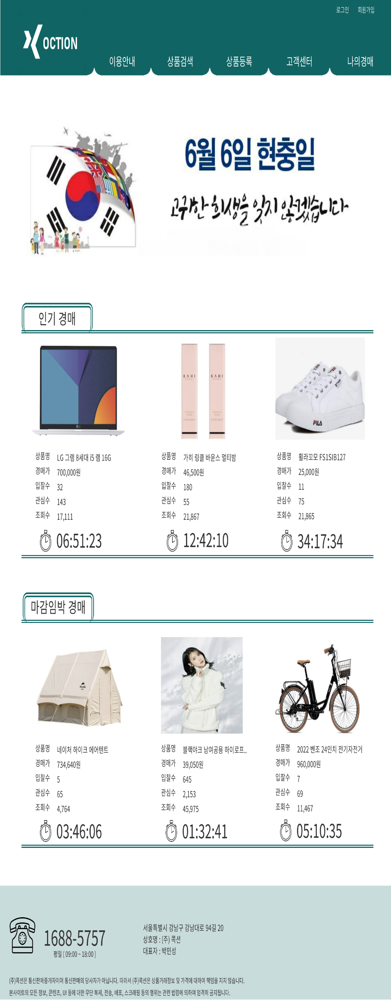 로그인 회원가입
OCTION
이용안내 상품검색 상품등록 고객센터 나의경매
6월 6일 현충일
고귀한 희생을 잊지 않겠습니다
인기 경매
KAHI KAHI
SEOUL SEOUL
LG
FILA
상품명 LG 그램 8세대 i5 램 16G
경매가 700,000원
입찰수 32
관심수 143
조회수 17,111
06:51:23
상품명 가히 링클 바운스 멀티밤
경매가 46,500원
입찰수 180
관심수 55
조회수 21,867
12:42:10
상품명 휠라꼬모 FS1SIB127
경매가 25,000원
입찰수 11
관심수 75
조회수 21,865
34:17:34
마감임박 경매
상품명 네이처 하이크 에어텐트
경매가 734,640원
입찰수 5
관심수 65
조회수 4,764
03:46:06
상품명 블랙야크 남여공용 하이로프..
경매가 39,050원
입찰수 645
관심수 2,153
조회수 45,975
01:32:41
상품명 2022 벤조 24인치 전기자전거
경매가 960,000원
입찰수 7
관심수 69
조회수 11,467
05:10:35
1688-5757
평일 ( 09:00 ~ 18:00 )
서울특별시 강남구 강남대로 94길 20
상호명 : (주) 콕션
대표자 : 박민성
(주)콕션은 통신판매중개자이며 통신판매의 당사자가 아닙니다. 따라서 (주)콕션은 상품거래정보 및 가격에 대하여 책임을 지지 않습니다.
본사이트의 모든 정보, 콘텐츠, UI 등에 대한 무단 복제, 전송, 배포, 스크래핑 등의 행위는 관련 법령에 의하여 엄격히 금지됩니다.